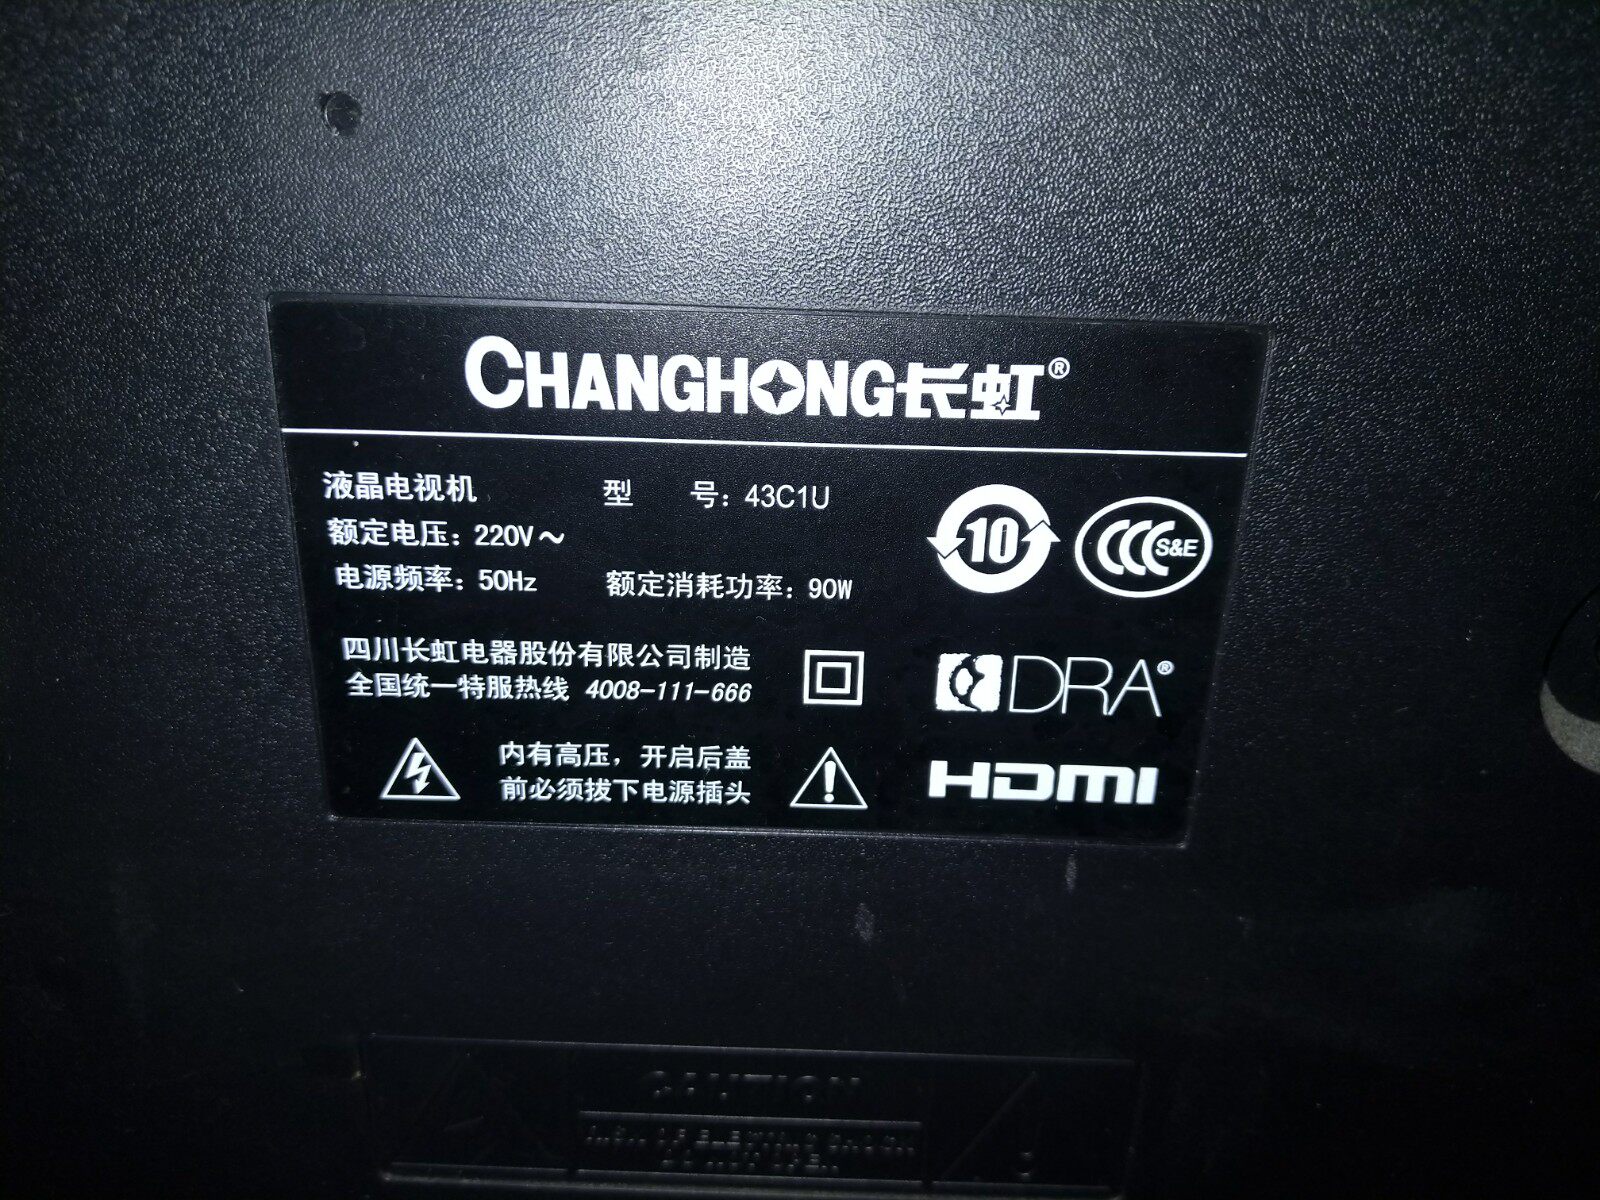 CHANGHONG长虹®
液晶电视机 型 号：43C1U
额定电压：220V～
电源频率：50Hz 额定消耗功率：90W
10
CCC S&E
四川长虹电器股份有限公司制造
全国统一特服热线 4008-111-666
DRA®
内有高压，开启后盖
前必须拔下电源插头
HDMI
CAUTION